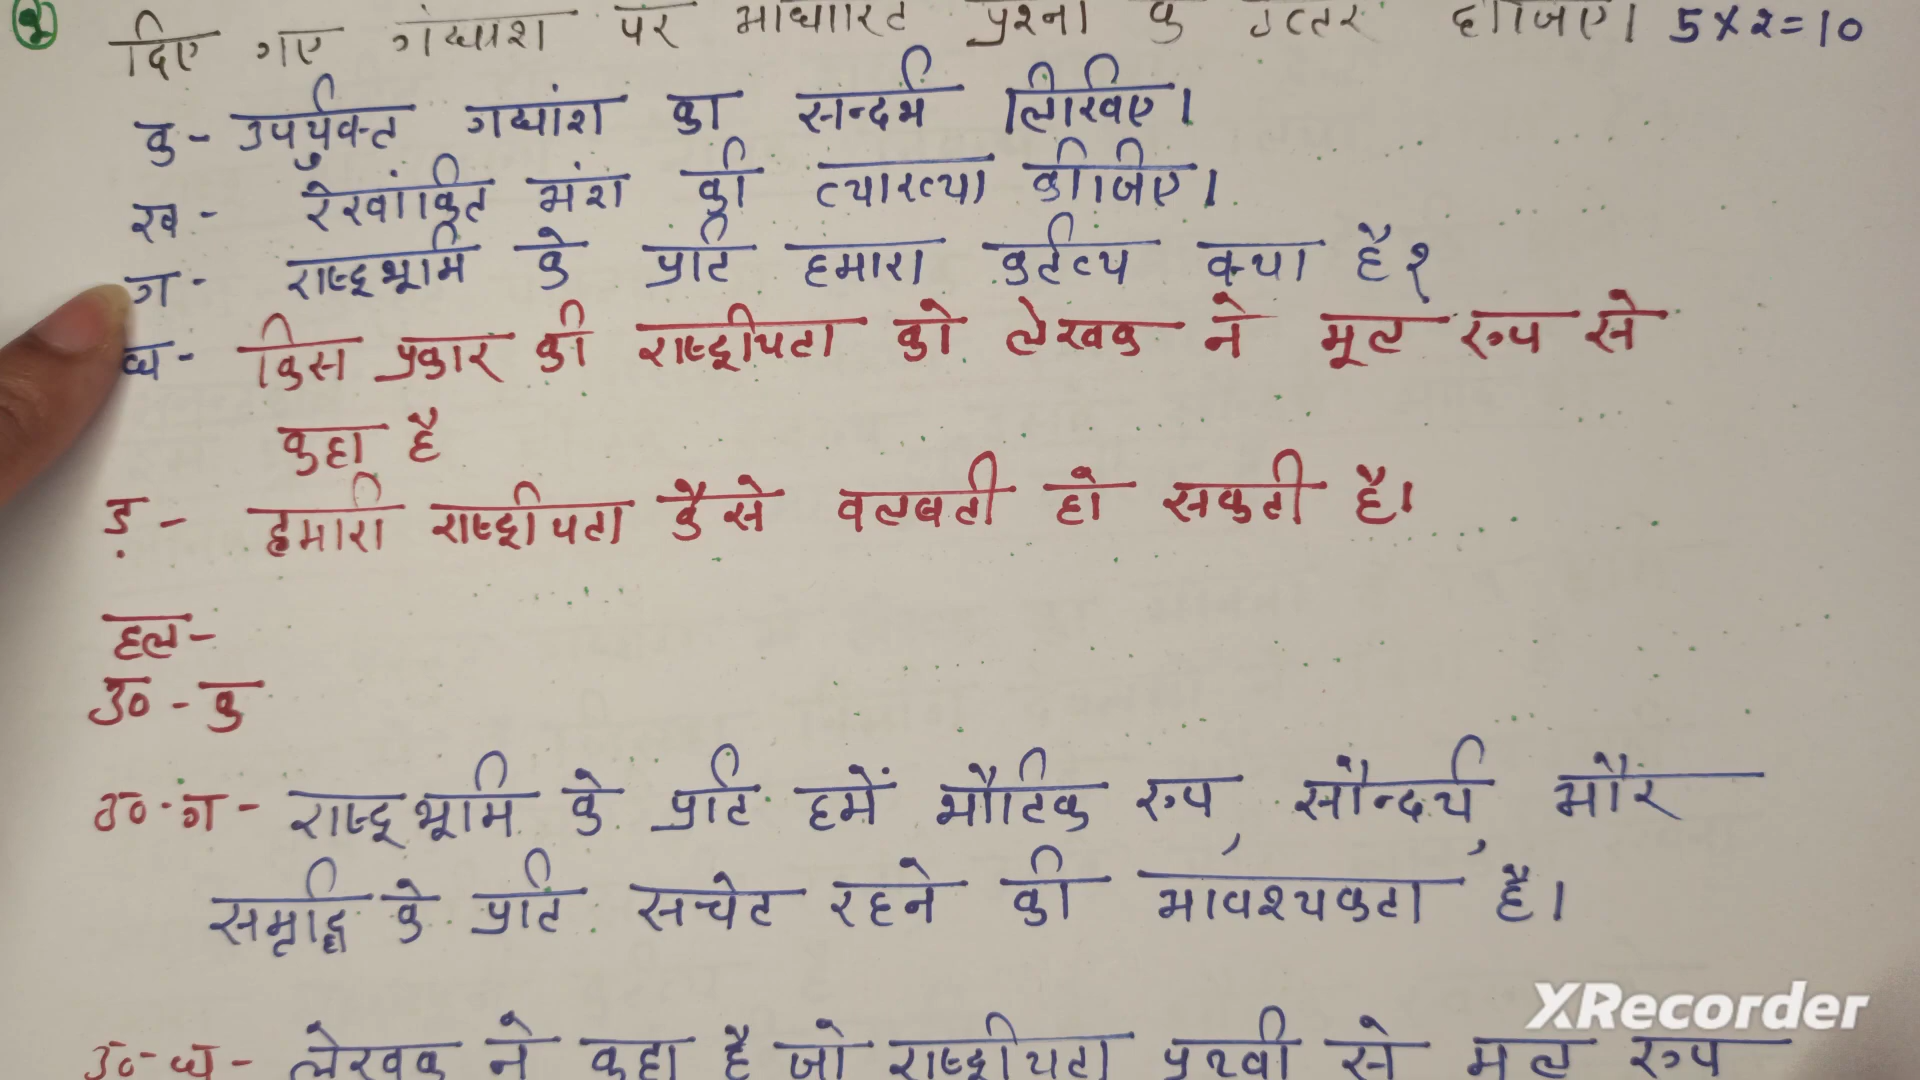 दिए गए गद्यांश पर आधारित प्रश्नों के उत्तर दीजिए। 5×2=10
क - उपर्युक्त गद्यांश का सन्दर्भ लिखिए।
ख - रेखांकित अंश की व्याख्या कीजिए।
ग - राष्ट्रभूमि के प्रति हमारा कर्तव्य क्या है?
घ - किस प्रकार की राष्ट्रीयता को लेखक ने मूल रूप से
कहा है
ड़ - हमारी राष्ट्रीयता कैसे वलवती हो सकती है।
हल-
उ० - क
उ०-ग - राष्ट्रभूमि के प्रति हमें भौतिक रूप, सौन्दर्य, और
समृद्धि के प्रति सचेत रहने की आवश्यकता है।
उ०-घ - लेखक ने कहा है जो राष्ट्रीयता पृथ्वी से मूल रूप
XRecorder